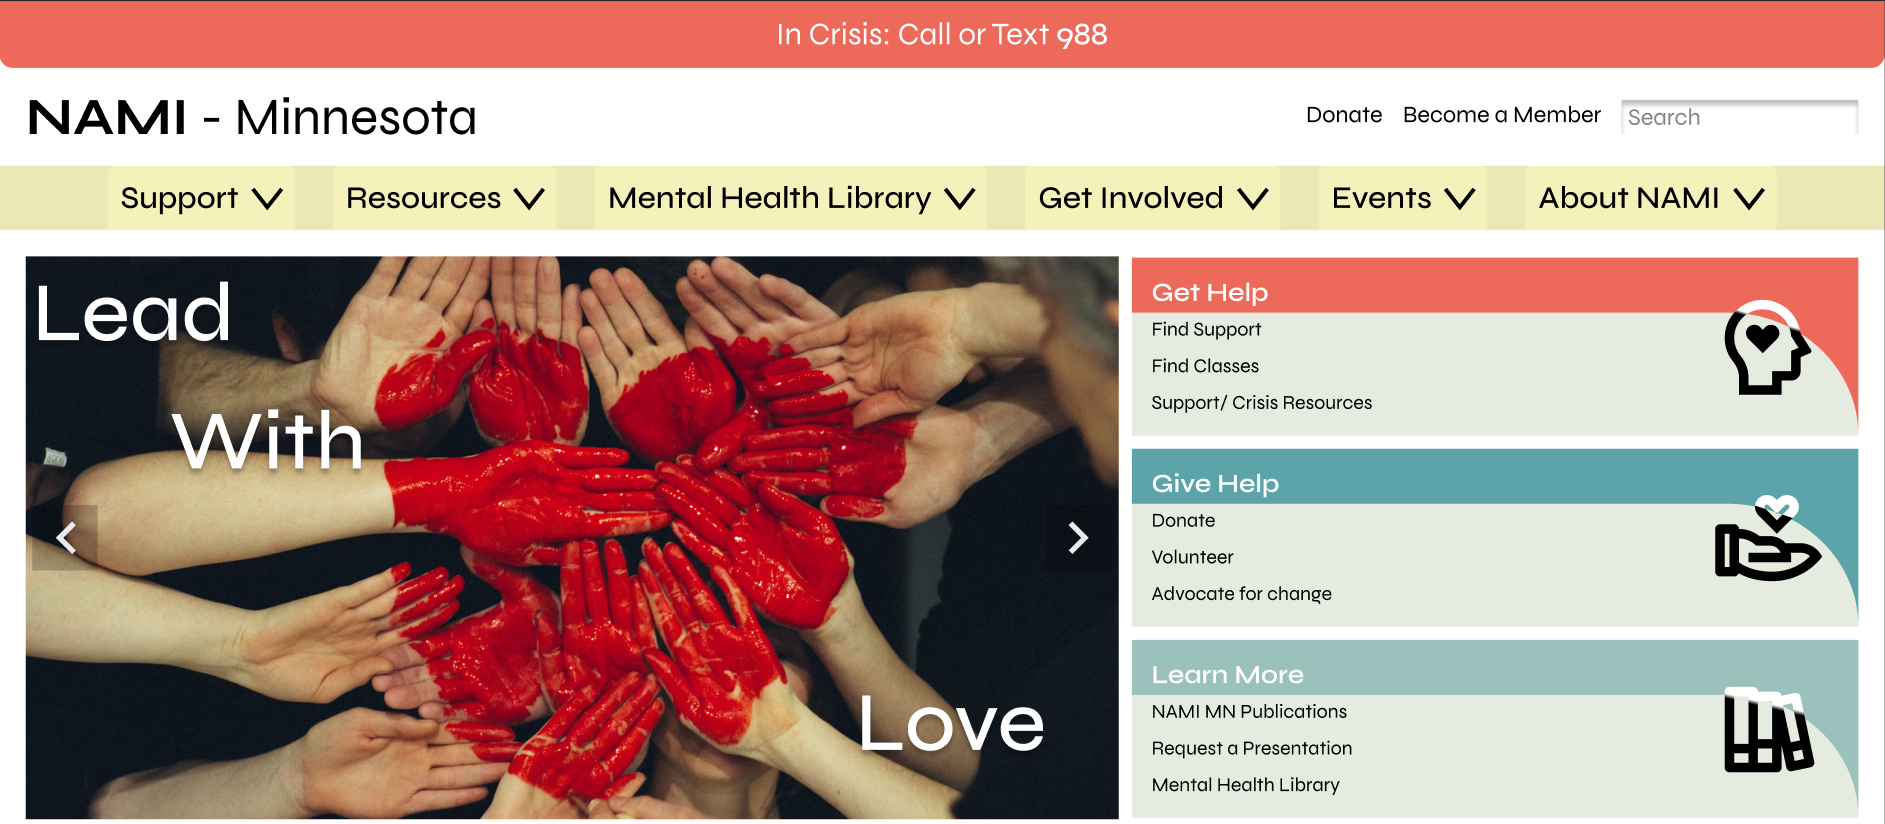 In Crisis: Call or Text 988
NAMI - Minnesota
Donate Become a Member Search
Support Resources Mental Health Library Get Involved Events About NAMI
Lead
With
Love
Get Help
Find Support
Find Classes
Support/ Crisis Resources
Give Help
Donate
Volunteer
Advocate for change
Learn More
NAMI MN Publications
Request a Presentation
Mental Health Library